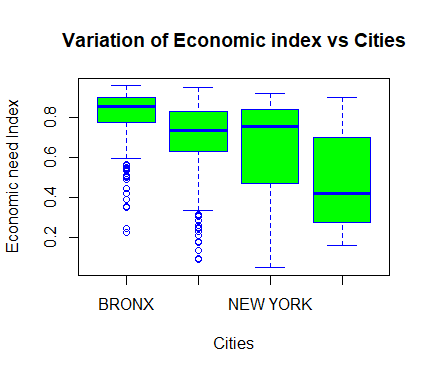 Variation of Economic index vs Cities
Economic need Index
0.8
0.6
0.4
0.2
BRONX
NEW YORK
Cities